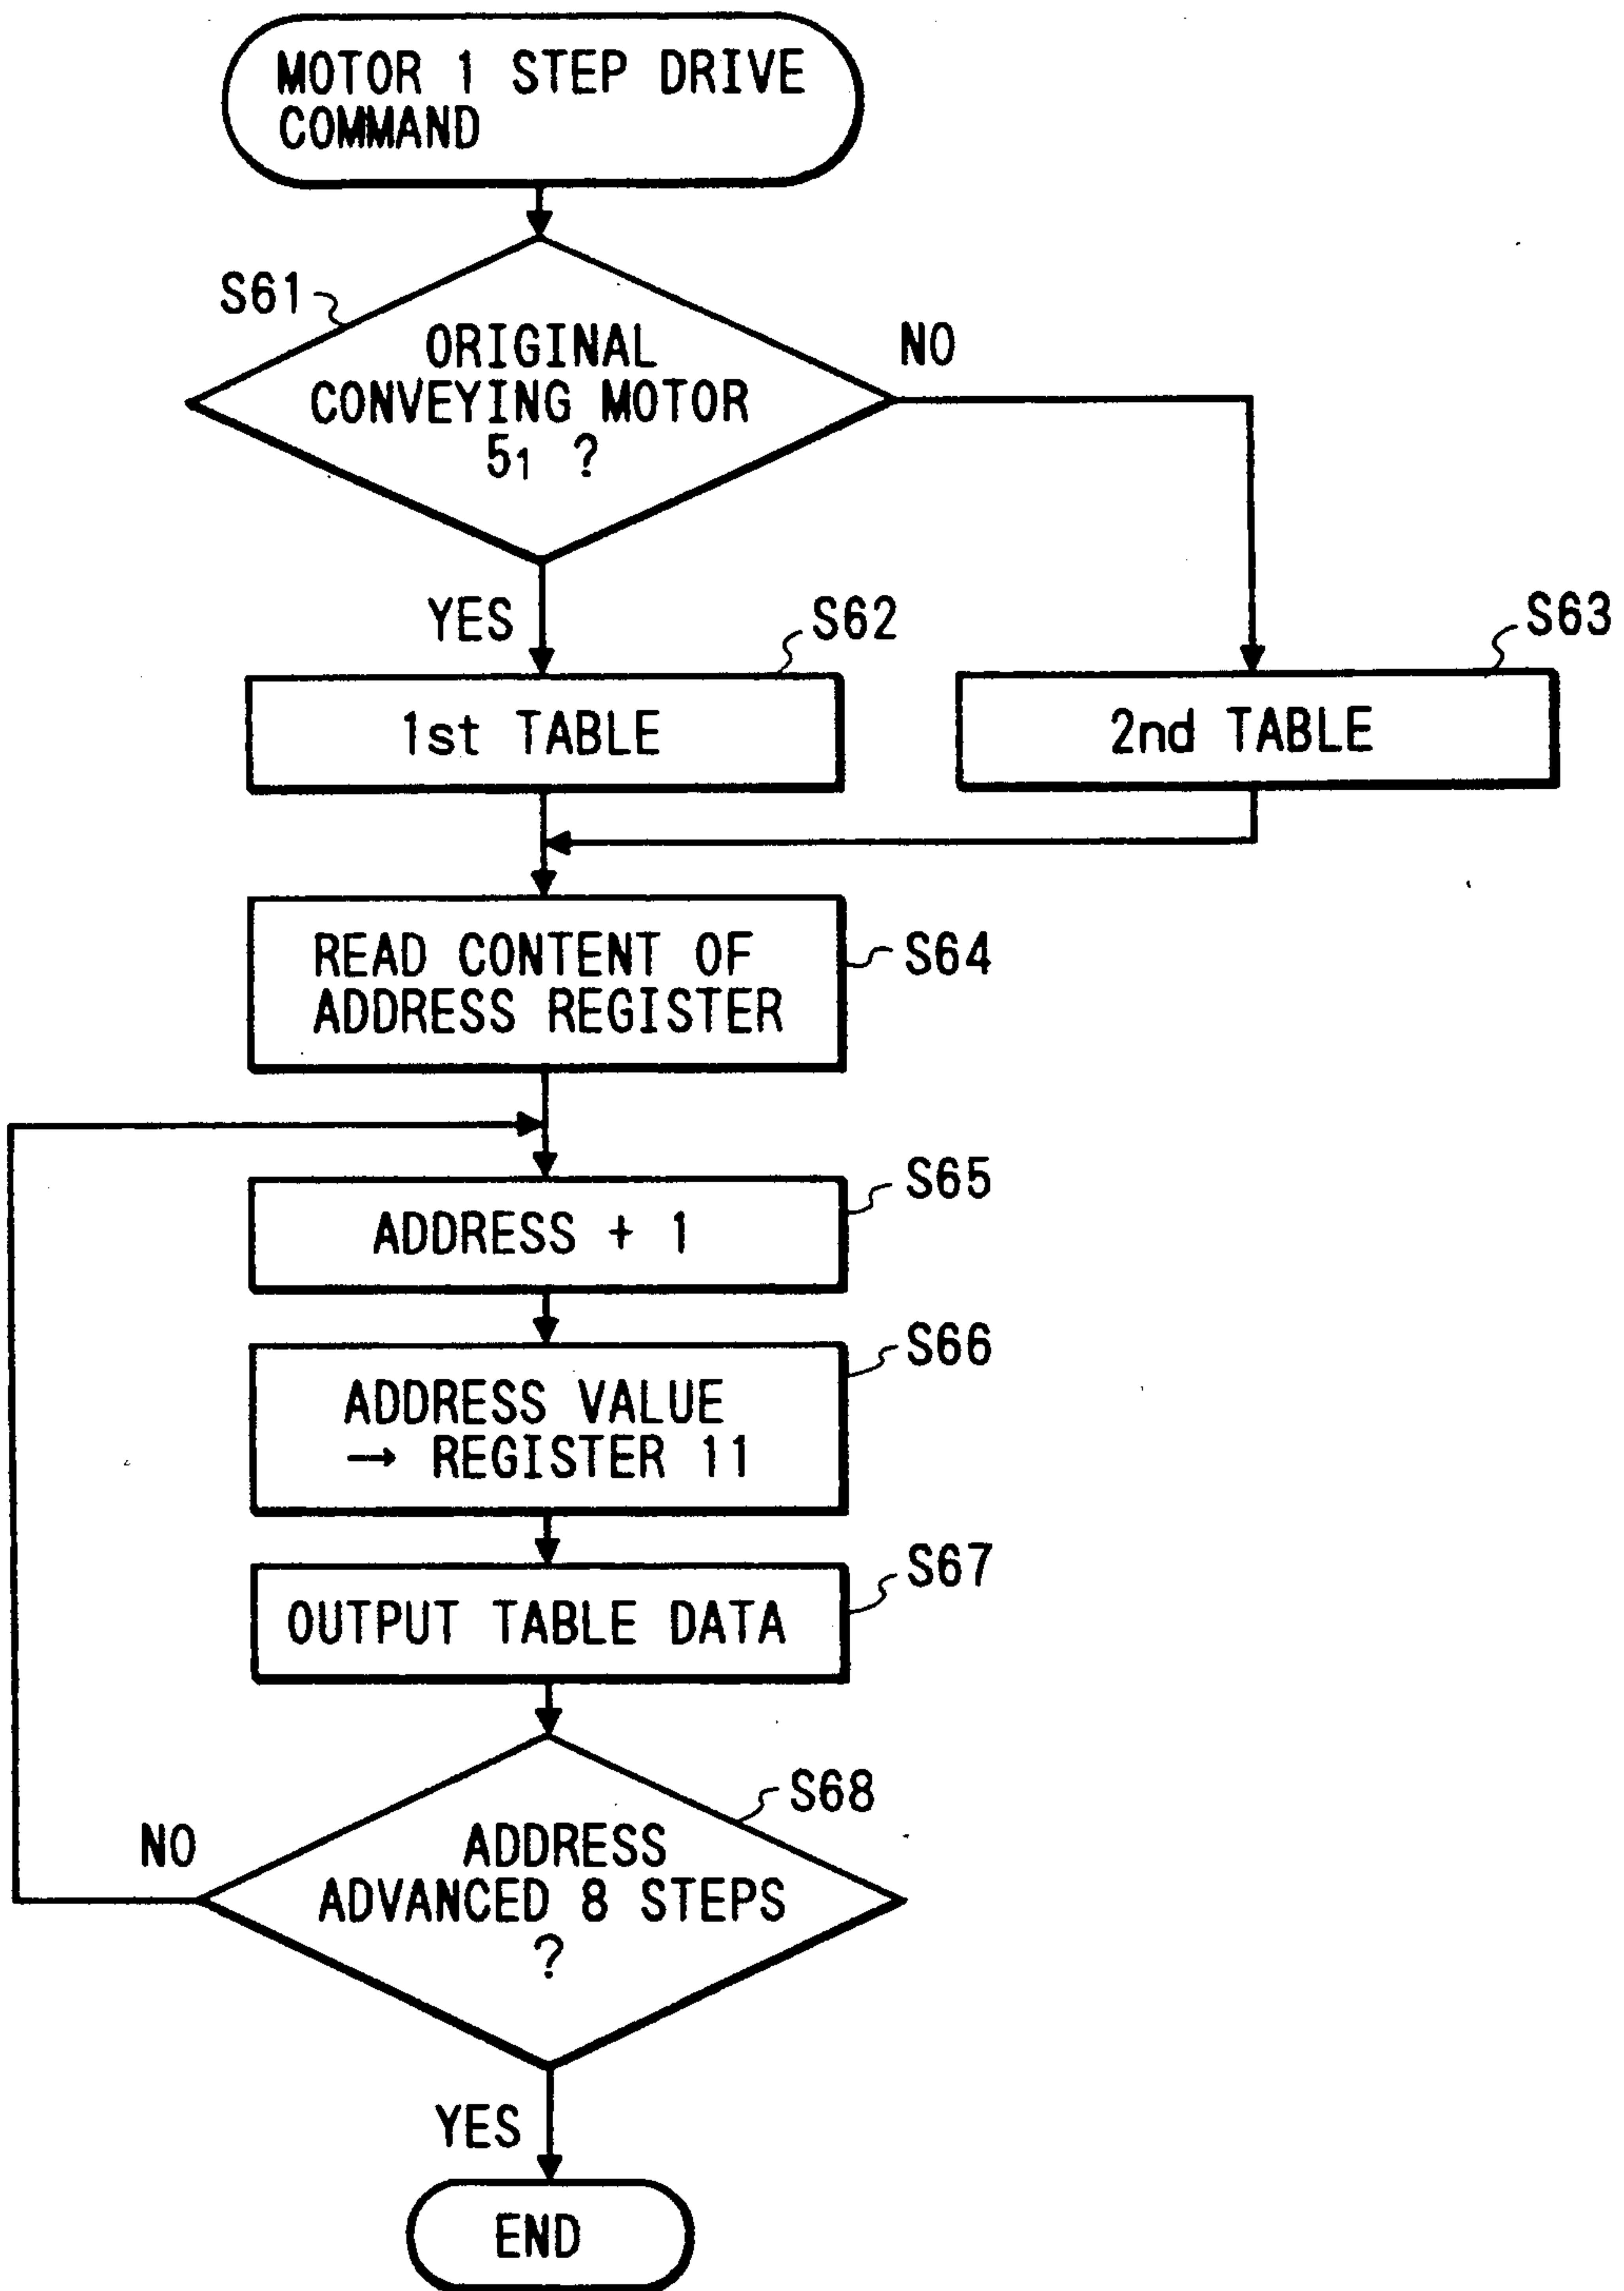 MOTOR 1 STEP DRIVE
COMMAND
S61
ORIGINAL
CONVEYING MOTOR
5₁ ?
NO
YES
S62
S63
1st TABLE
2nd TABLE
READ CONTENT OF
ADDRESS REGISTER
S64
S65
ADDRESS + 1
S66
ADDRESS VALUE
→ REGISTER 11
S67
OUTPUT TABLE DATA
S68
NO
ADDRESS
ADVANCED 8 STEPS
?
YES
END